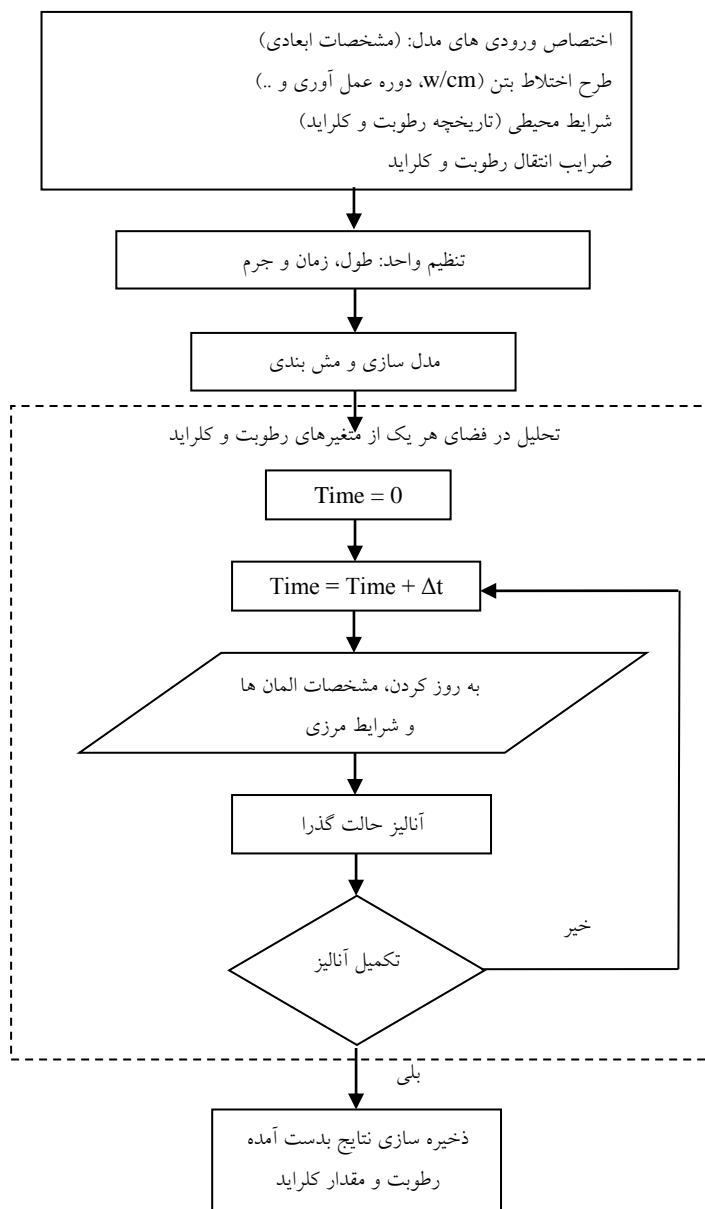 اختصاص ورودی های مدل: (مشخصات ابعادی)
طرح اختلاط بتن (w/cm، دوره عمل آوری و ..)
شرایط محیطی (تاریخچه رطوبت و کلراید)
ضرایب انتقال رطوبت و کلراید
تنظیم واحد: طول، زمان و جرم
مدل سازی و مش بندی
تحلیل در فضای هر یک از متغیرهای رطوبت و کلراید
Time = 0
Time = Time + Δt
به روز کردن، مشخصات المان ها
و شرایط مرزی
آنالیز حالت گذرا
خیر
تکمیل آنالیز
بلی
ذخیره سازی نتایج بدست آمده
رطوبت و مقدار کلراید